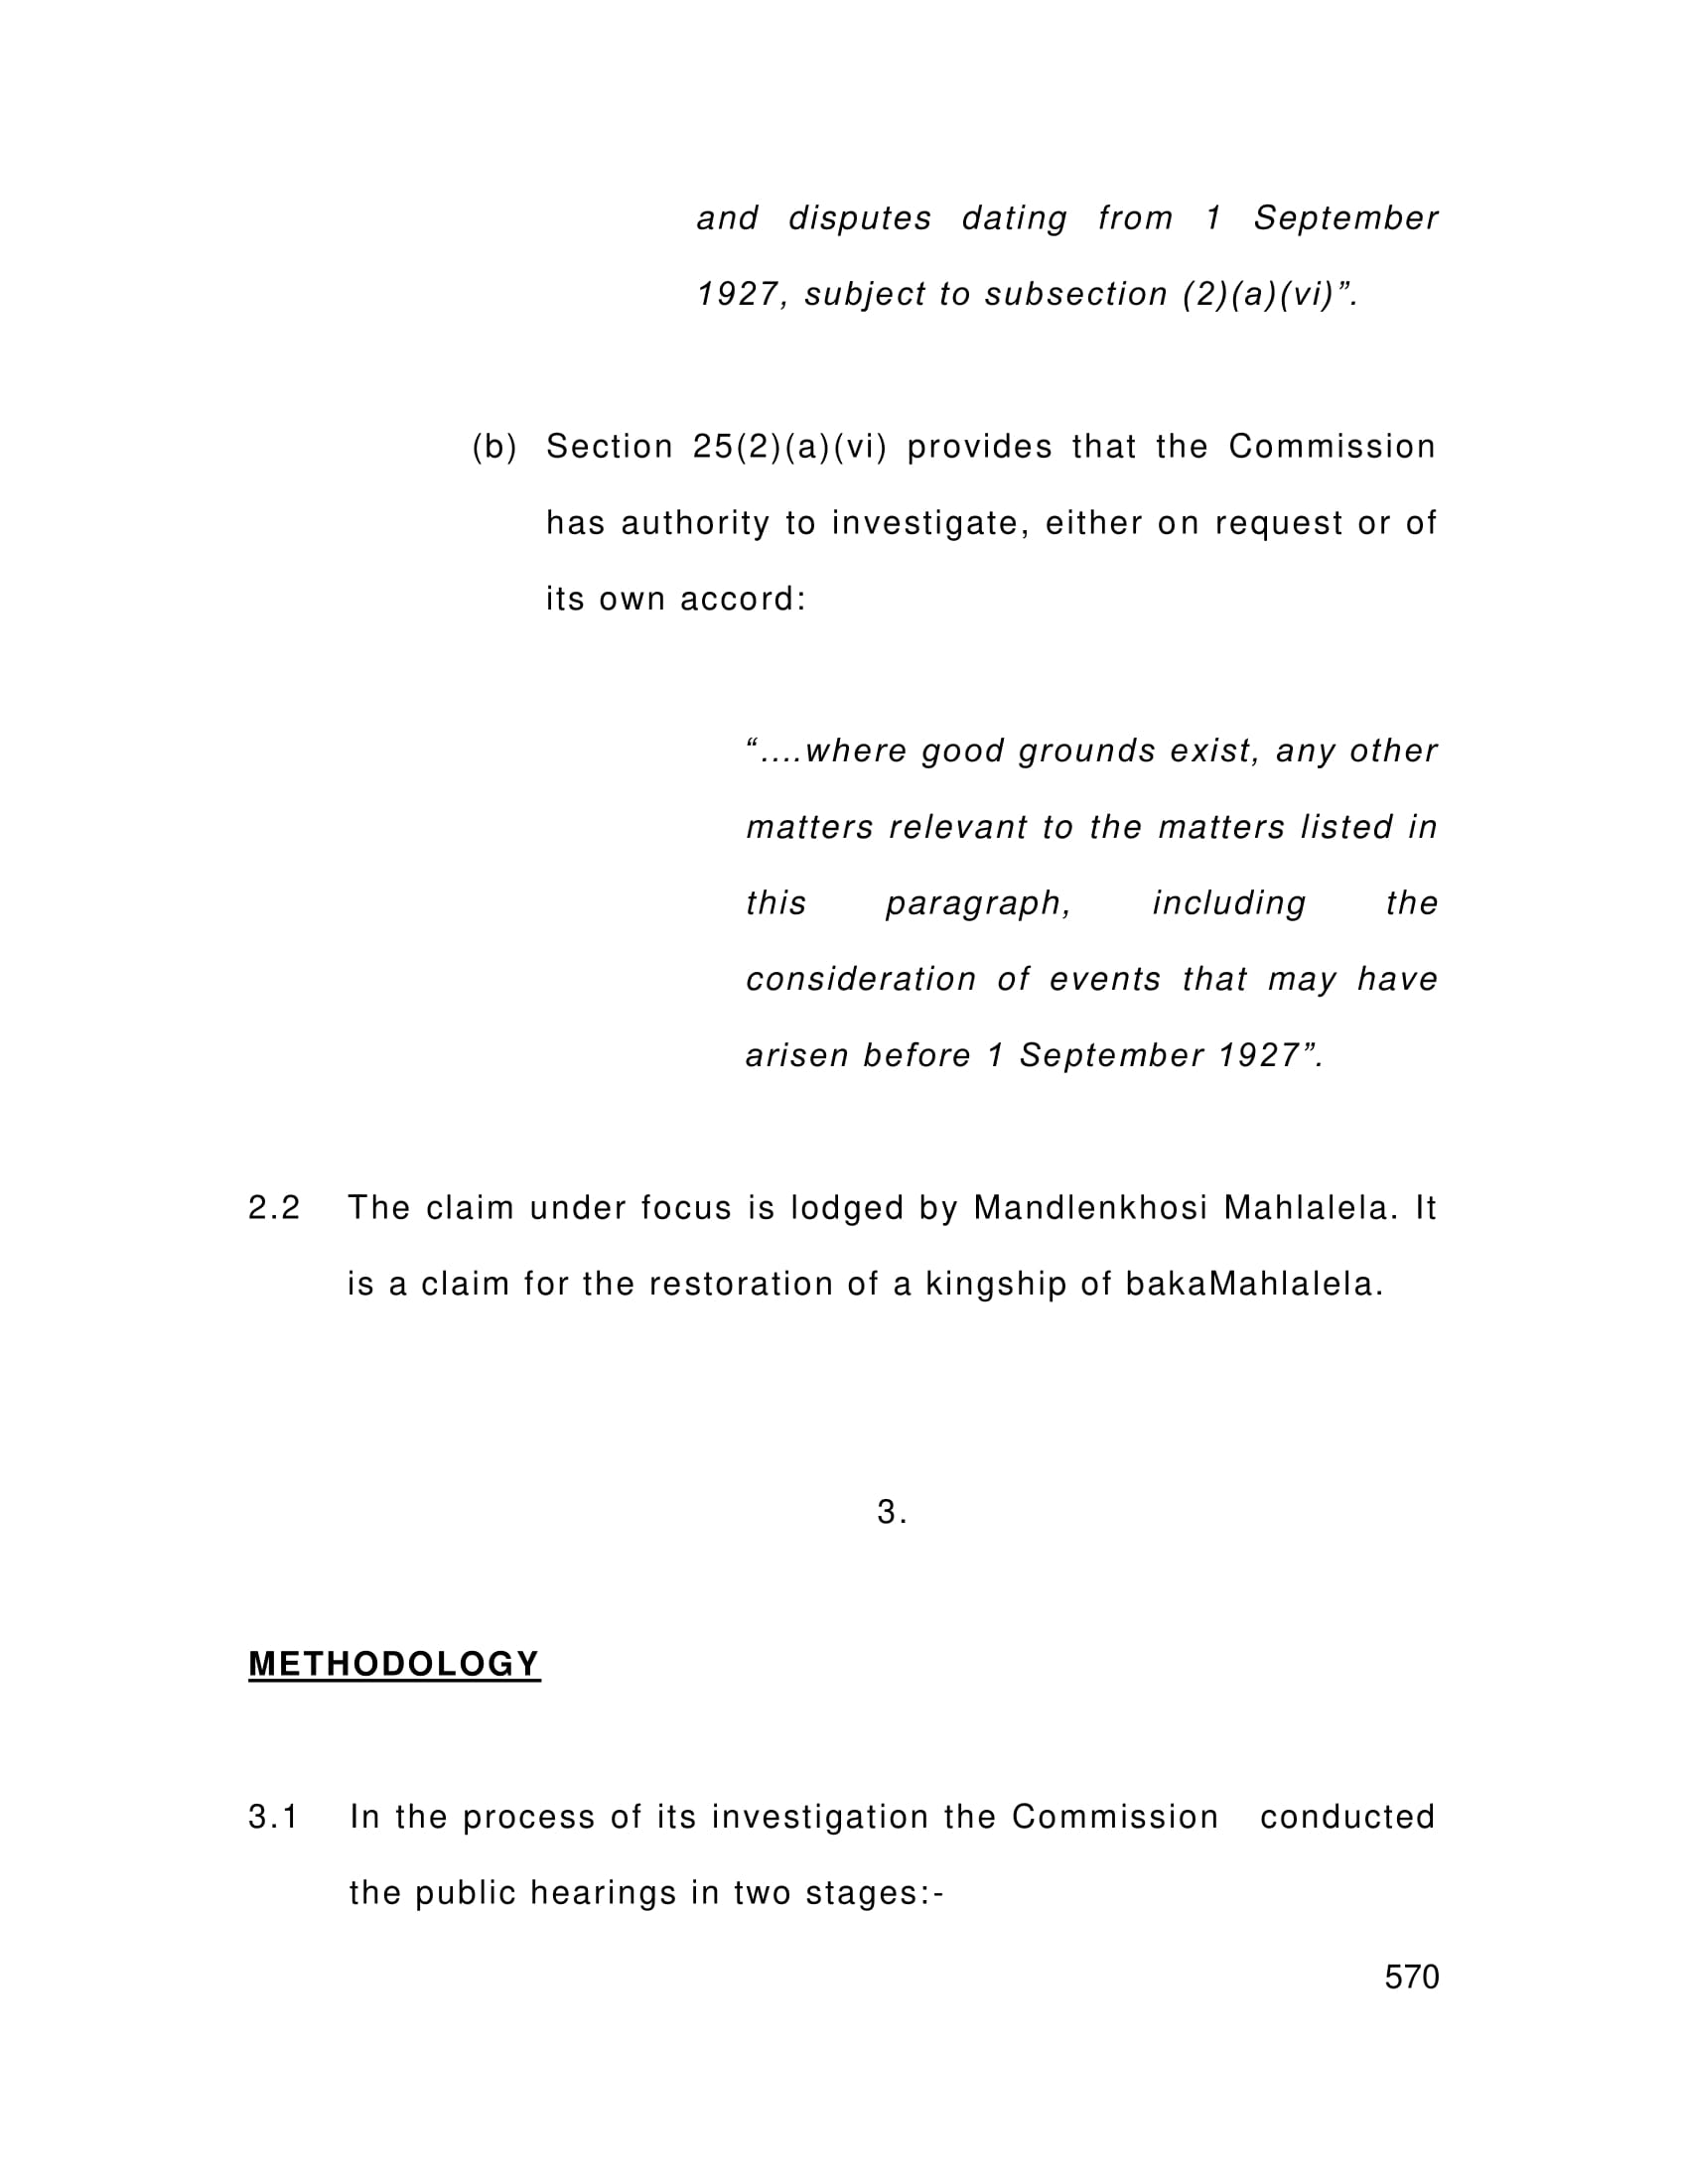 and disputes dating from 1 September
1927, subject to subsection (2)(a)(vi)”.
(b) Section 25(2)(a)(vi) provides that the Commission
has authority to investigate, either on request or of
its own accord:
“....where good grounds exist, any other
matters relevant to the matters listed in
this paragraph, including the
consideration of events that may have
arisen before 1 September 1927”.
2.2 The claim under focus is lodged by Mandlenkhosi Mahlalela. It
is a claim for the restoration of a kingship of bakaMahlalela.
3.
METHODOLOGY
3.1 In the process of its investigation the Commission conducted
the public hearings in two stages:-
570